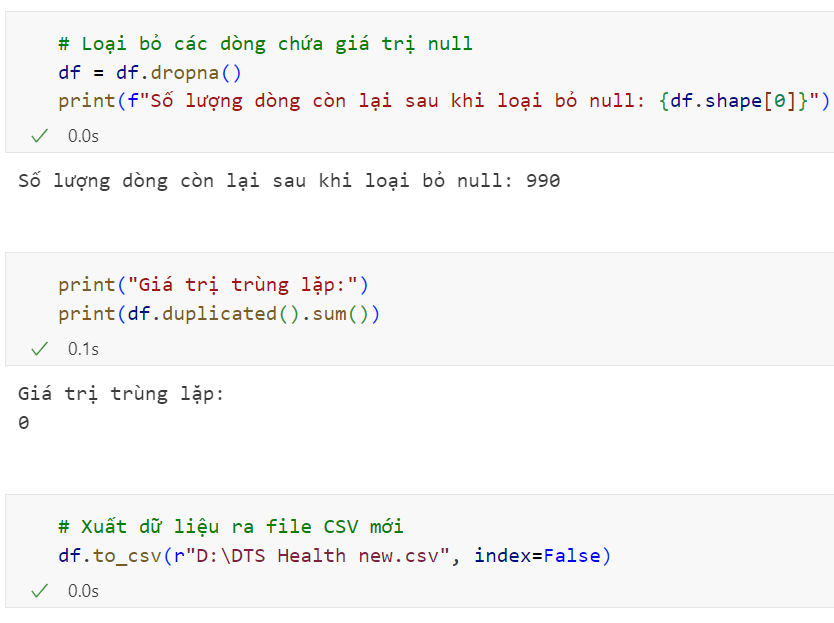 # Loại bỏ các dòng chứa giá trị null
df = df.dropna()
print(f"Số lượng dòng còn lại sau khi loại bỏ null: {df.shape[0]}")
0.0s
Số lượng dòng còn lại sau khi loại bỏ null: 990
print("Giá trị trùng lặp:")
print(df.duplicated().sum())
0.1s
Giá trị trùng lặp:
0
# Xuất dữ liệu ra file CSV mới
df.to_csv(r"D:\DTS Health new.csv", index=False)
0.0s